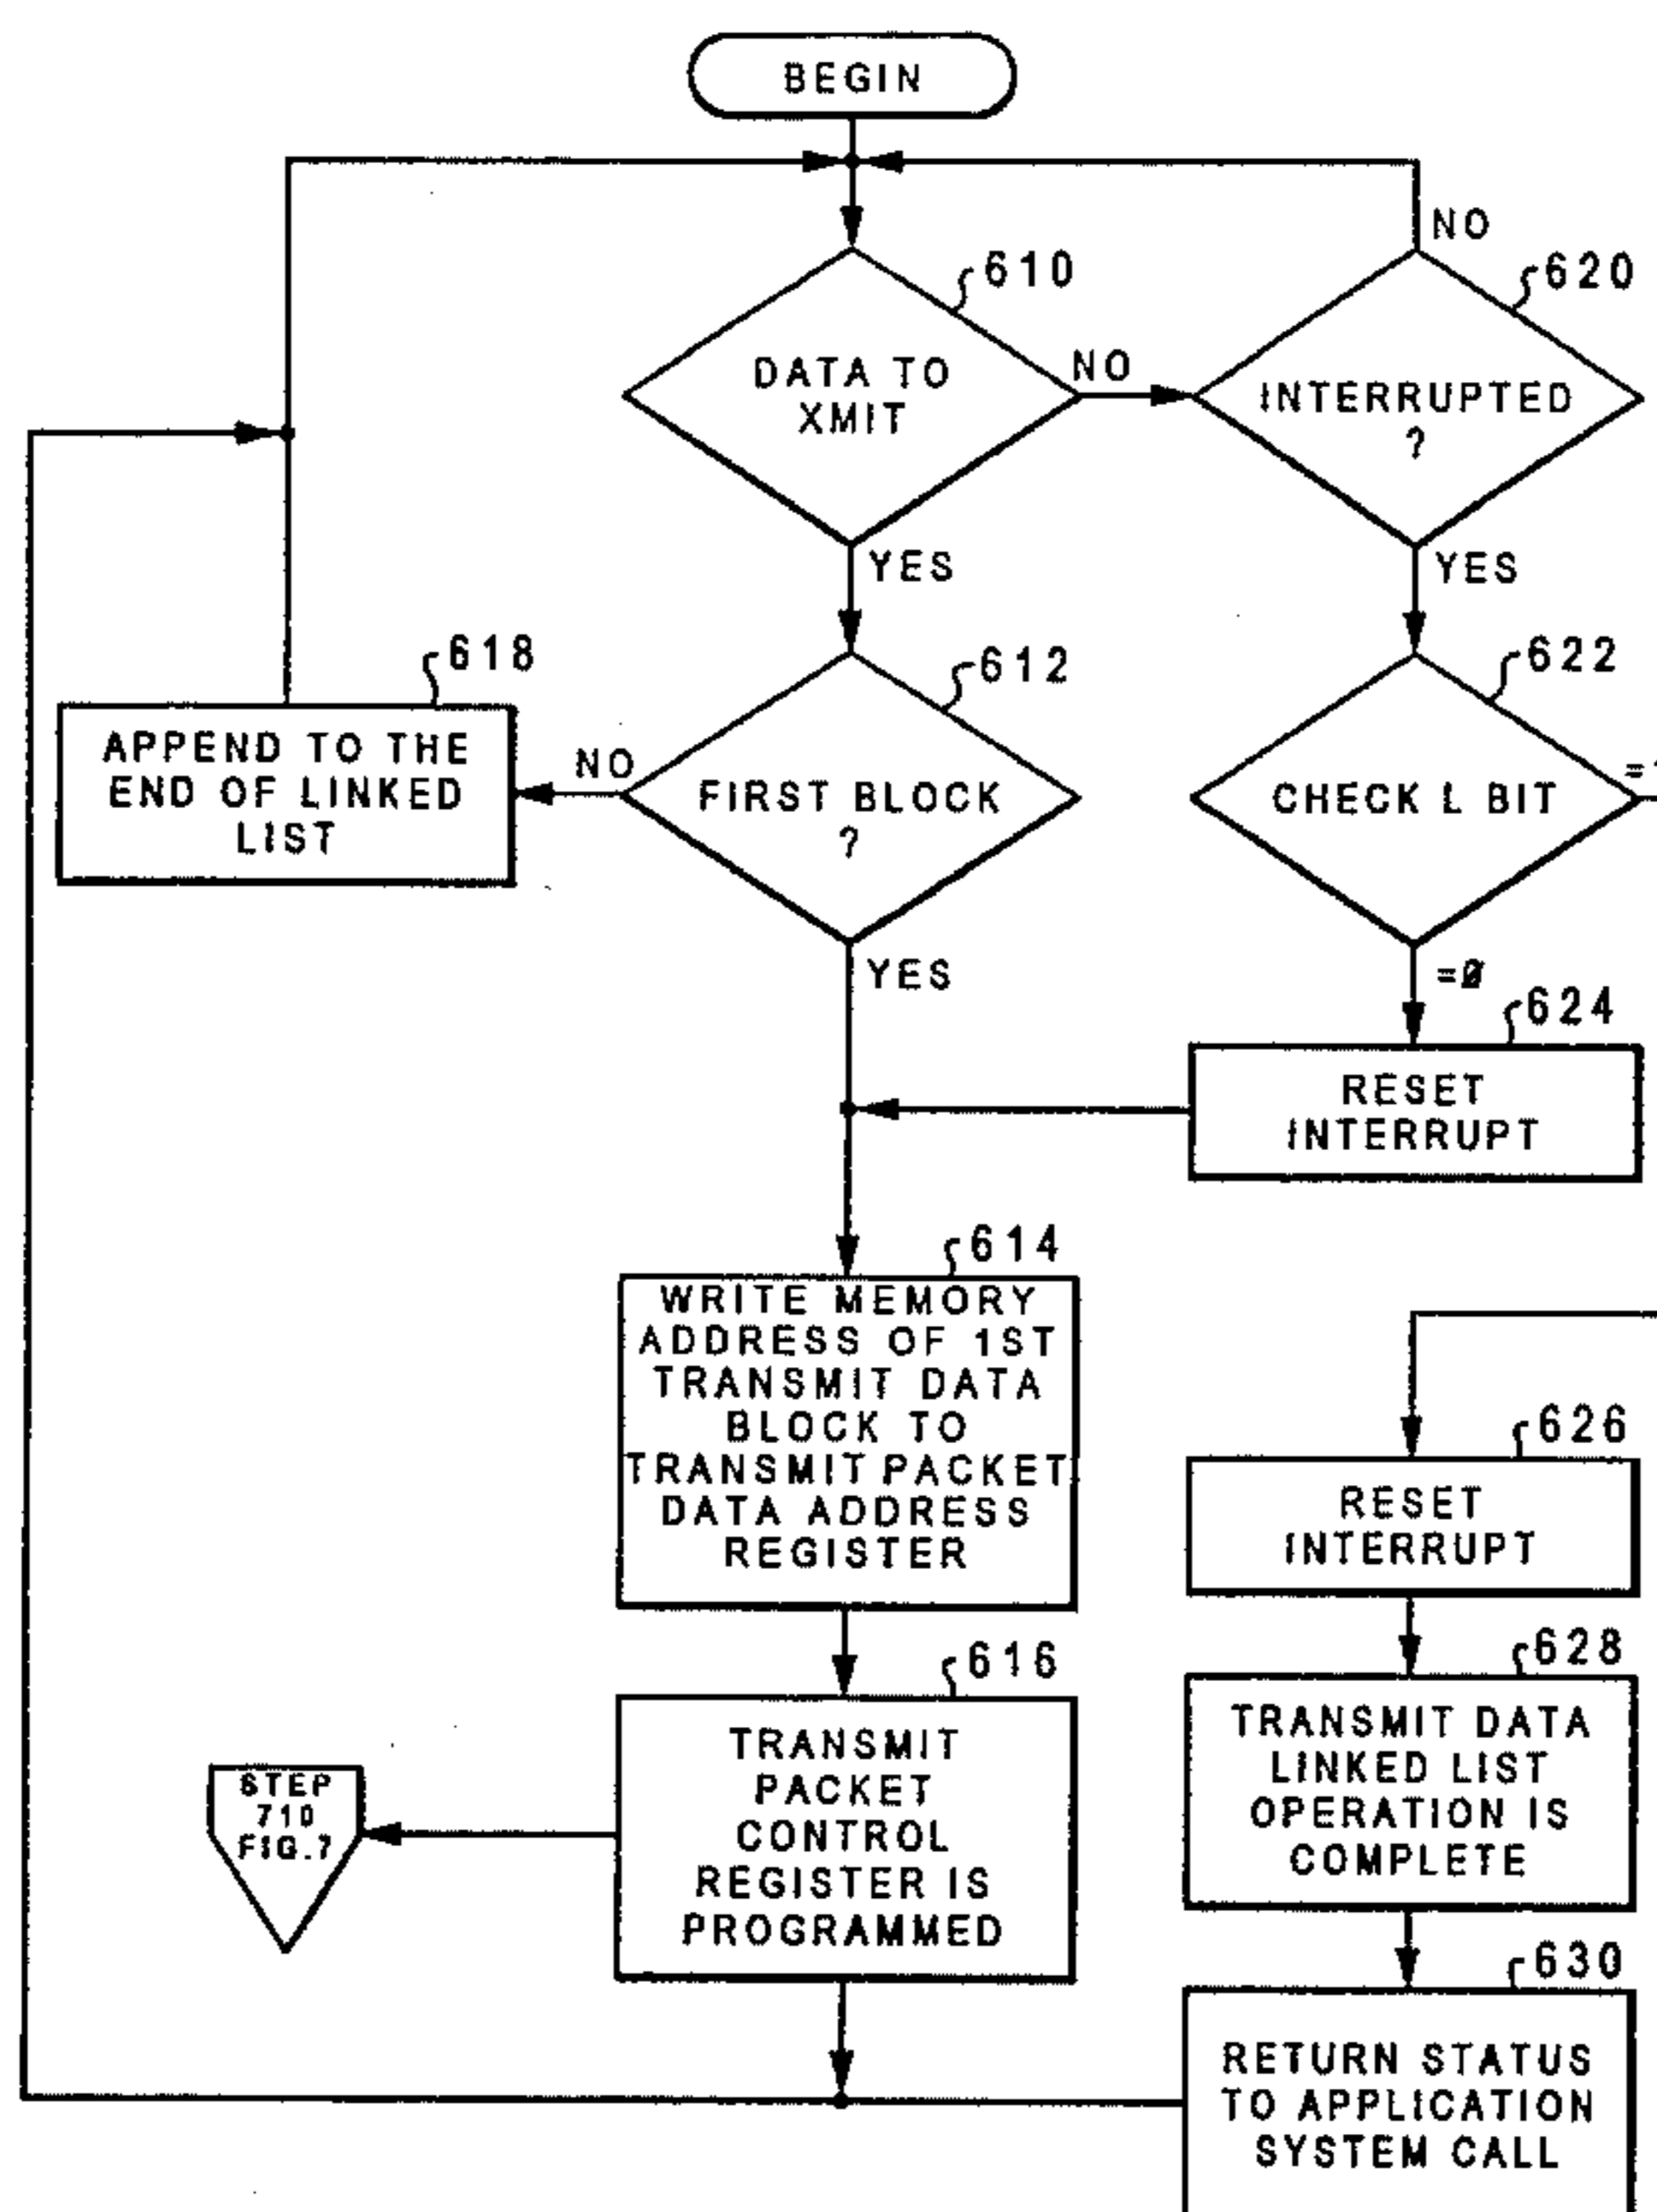 BEGIN
NO
610
620
DATA TO
XMIT
NO
INTERRUPTED
?
YES
YES
618
612
622
APPEND TO THE
END OF LINKED
LIST
NO
FIRST BLOCK
?
CHECK L BIT
YES
=0
624
RESET
INTERRUPT
614
WRITE MEMORY
ADDRESS OF 1ST
TRANSMIT DATA
BLOCK TO
TRANSMIT PACKET
DATA ADDRESS
REGISTER
626
RESET
INTERRUPT
616
628
TRANSMIT
PACKET
CONTROL
REGISTER IS
PROGRAMMED
STEP
710
FIG.7
TRANSMIT DATA
LINKED LIST
OPERATION IS
COMPLETE
630
RETURN STATUS
TO APPLICATION
SYSTEM CALL